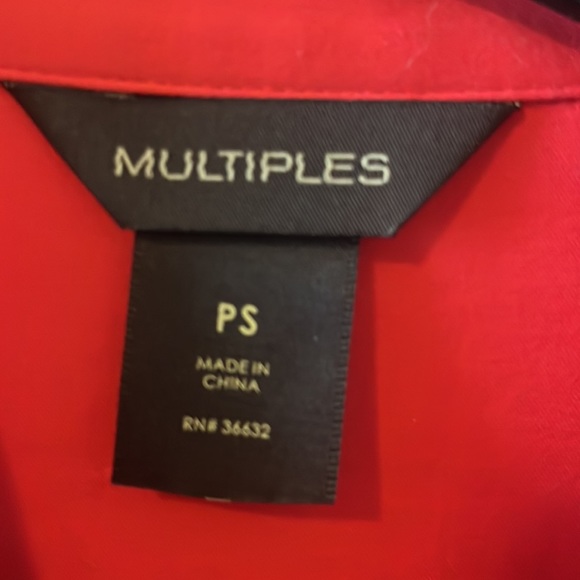 MULTIPLES
PS
MADE IN
CHINA
RN# 36632